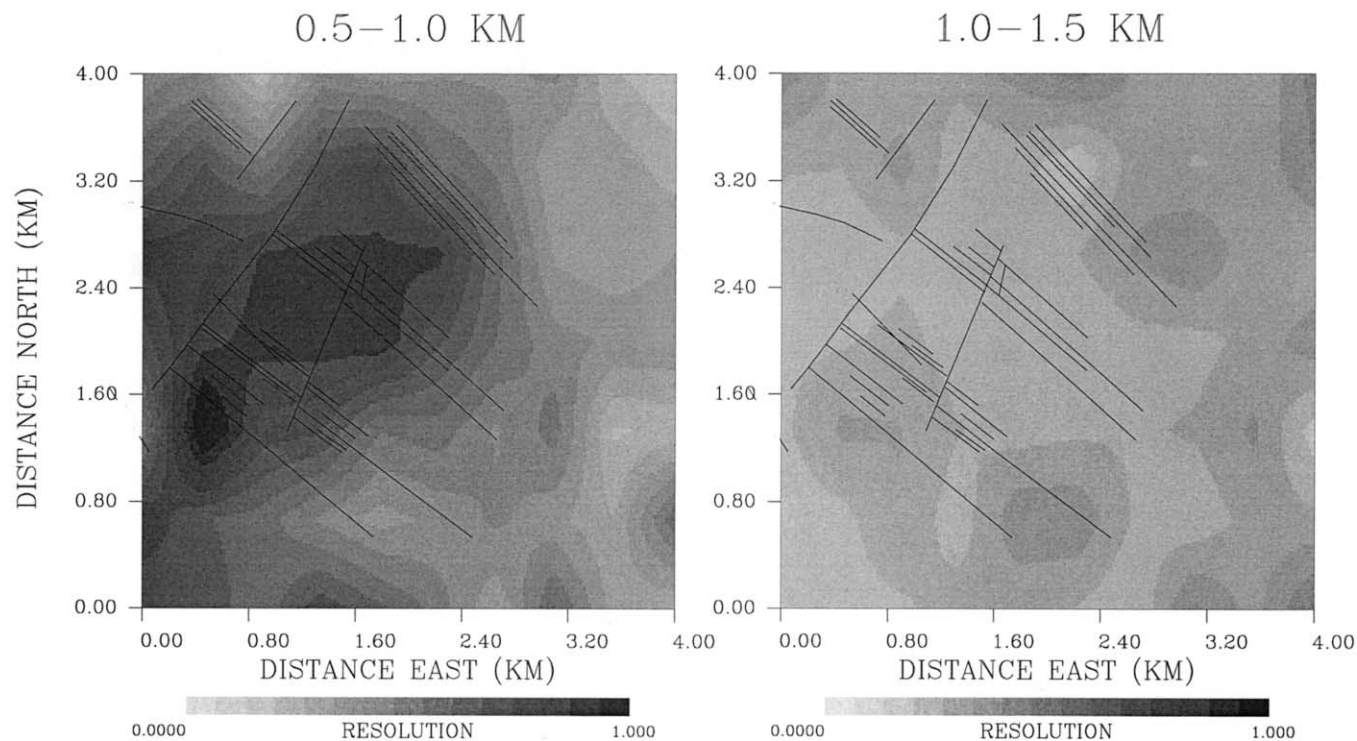 0.5–1.0 KM
DISTANCE NORTH (KM)
4.00
3.20
2.40
1.60
0.80
0.00
0.00 0.80 1.60 2.40 3.20 4.00
DISTANCE EAST (KM)
0.0000 RESOLUTION 1.000
1.0–1.5 KM
4.00
3.20
2.40
1.60
0.80
0.00
0.00 0.80 1.60 2.40 3.20 4.00
DISTANCE EAST (KM)
0.0000 RESOLUTION 1.000